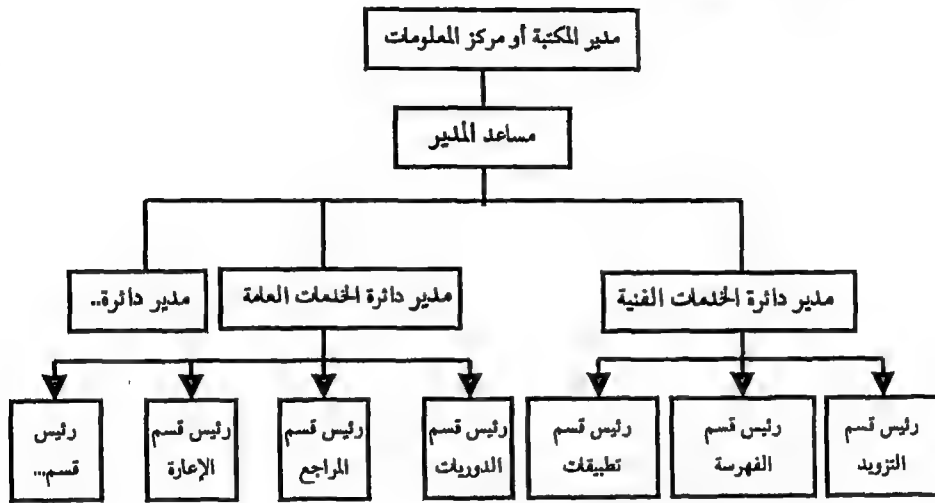 مدير المكتبة أو مركز المعلومات
مساعد المدير
مدير دائرة الخدمات الفنية
مدير دائرة الخدمات العامة
مدير دائرة..
رئيس قسم
التزويد
رئيس قسم
الفهرسة
رئيس قسم
تطبيقات
رئيس قسم
الدوريات
رئيس قسم
المراجع
رئيس قسم
الإعارة
رئيس
قسم...